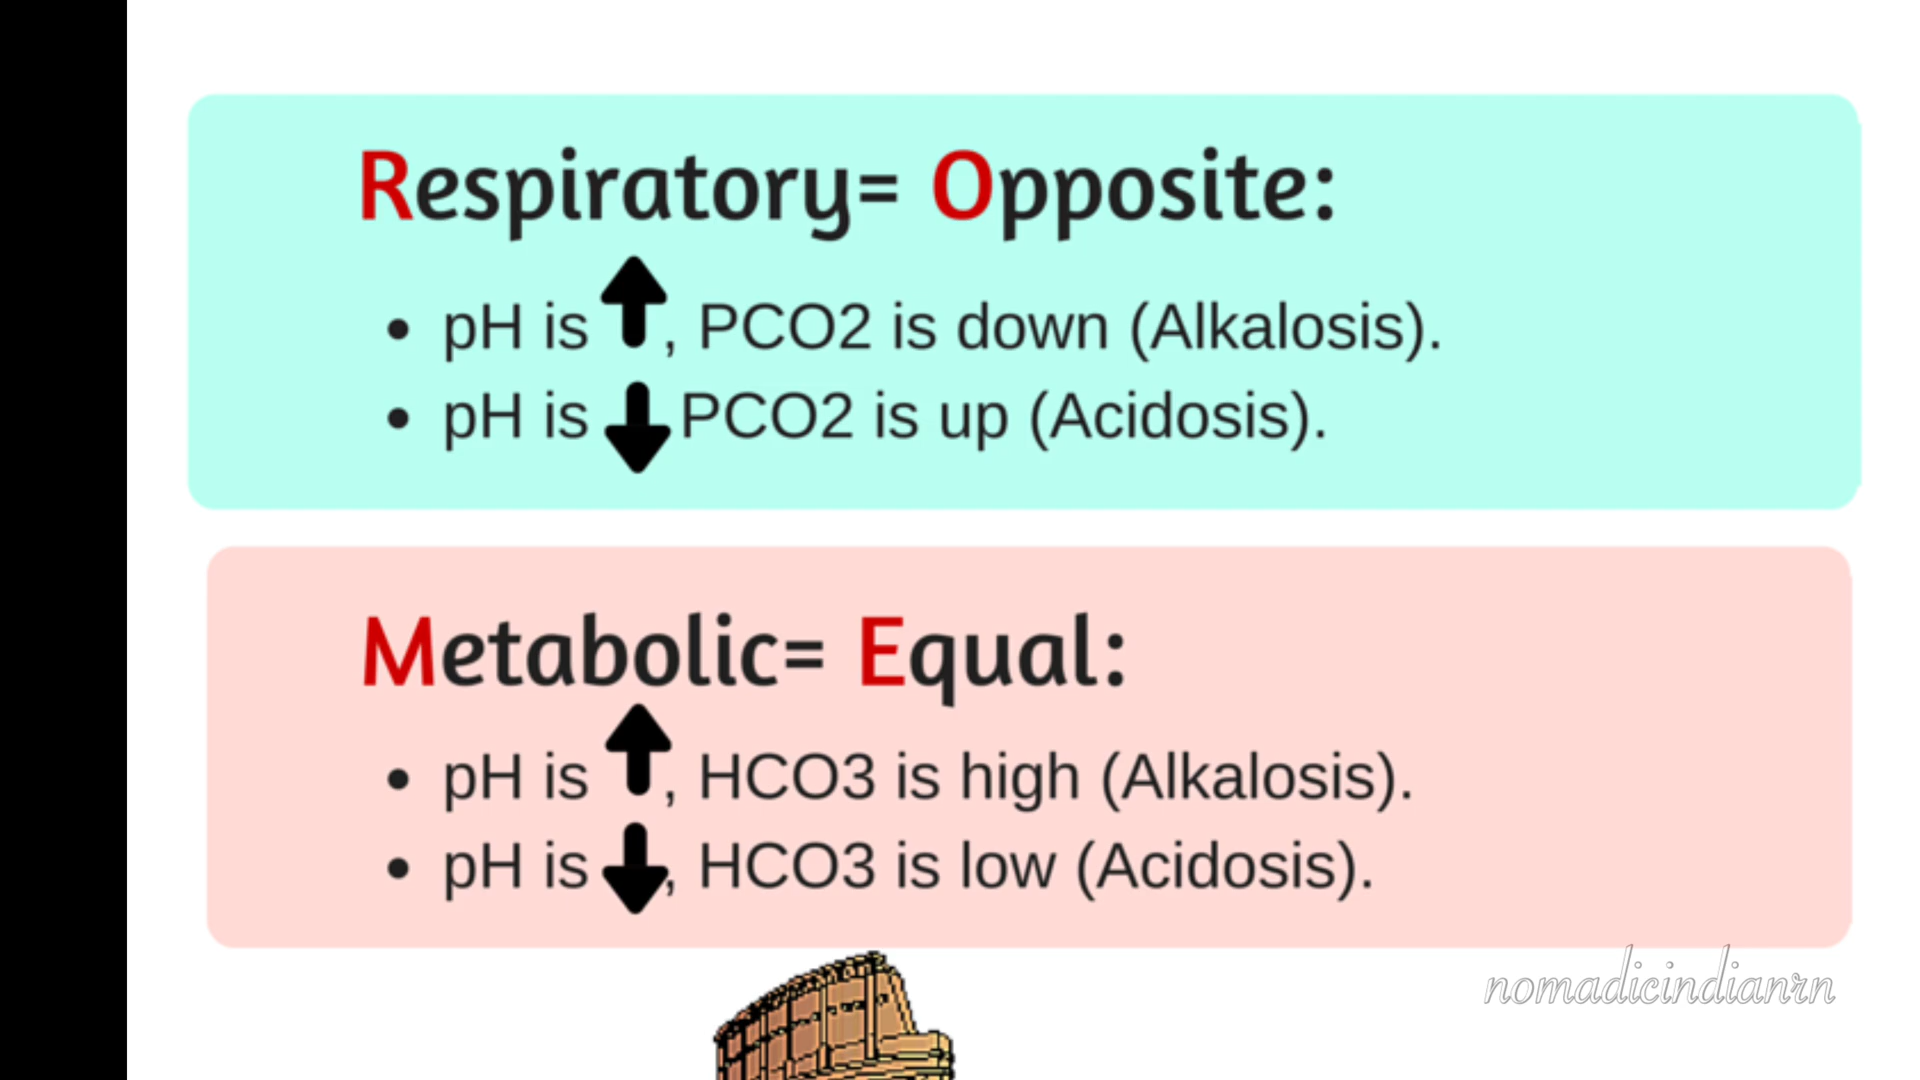 Respiratory= Opposite:
• pH is ⬆, PCO2 is down (Alkalosis).
• pH is ⬇ PCO2 is up (Acidosis).
Metabolic= Equal:
• pH is ⬆, HCO3 is high (Alkalosis).
• pH is ⬇, HCO3 is low (Acidosis).
nomadicindianrn